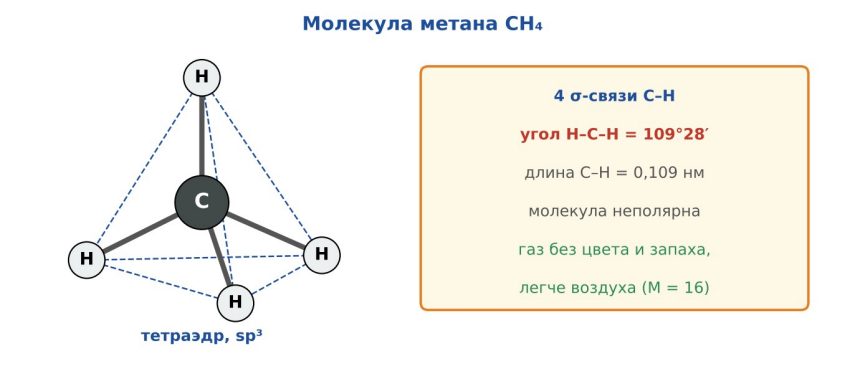 Молекула метана CH₄
H
C
H
H
H
тетраэдр, sp³
4 σ-связи С–Н
угол Н–С–Н = 109°28′
длина С–Н = 0,109 нм
молекула неполярна
газ без цвета и запаха,
легче воздуха (М = 16)